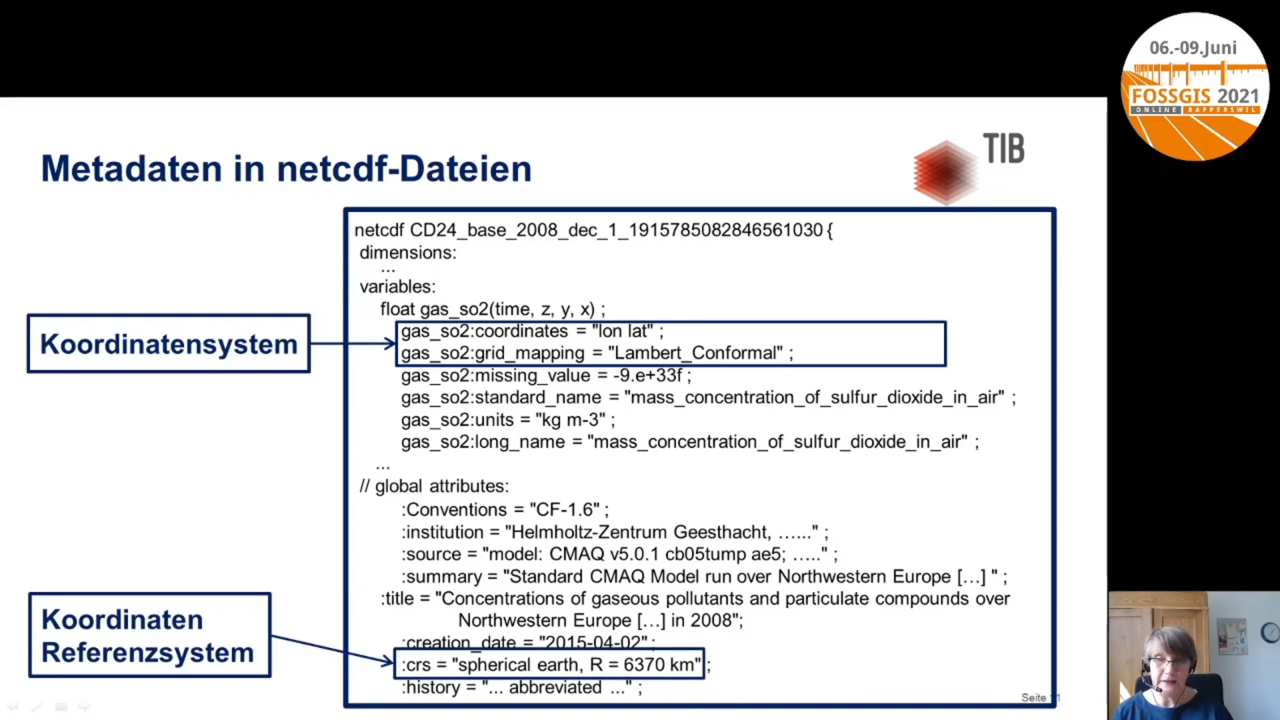 06.-09.Juni
FOSSGIS 2021
ONLINE RAPPERSWIL
Metadaten in netcdf-Dateien
TIB
netcdf CD24_base_2008_dec_1_1915785082846561030 {
dimensions:
...
variables:
float gas_so2(time, z, y, x) ;
Koordinatensystem
gas_so2:coordinates = "lon lat" ;
gas_so2:grid_mapping = "Lambert_Conformal" ;
gas_so2:missing_value = -9.e+33f ;
gas_so2:standard_name = "mass_concentration_of_sulfur_dioxide_in_air" ;
gas_so2:units = "kg m-3" ;
gas_so2:long_name = "mass_concentration_of_sulfur_dioxide_in_air" ;
...
// global attributes:
:Conventions = "CF-1.6" ;
:institution = "Helmholtz-Zentrum Geesthacht, ......" ;
:source = "model: CMAQ v5.0.1 cb05tump ae5; ....." ;
:summary = "Standard CMAQ Model run over Northwestern Europe [...] " ;
:title = "Concentrations of gaseous pollutants and particulate compounds over
Northwestern Europe [...] in 2008";
:creation_date = "2015-04-02" ;
Koordinaten
Referenzsystem
:crs = "spherical earth, R = 6370 km" ;
:history = "... abbreviated ..." ;
Seite 11